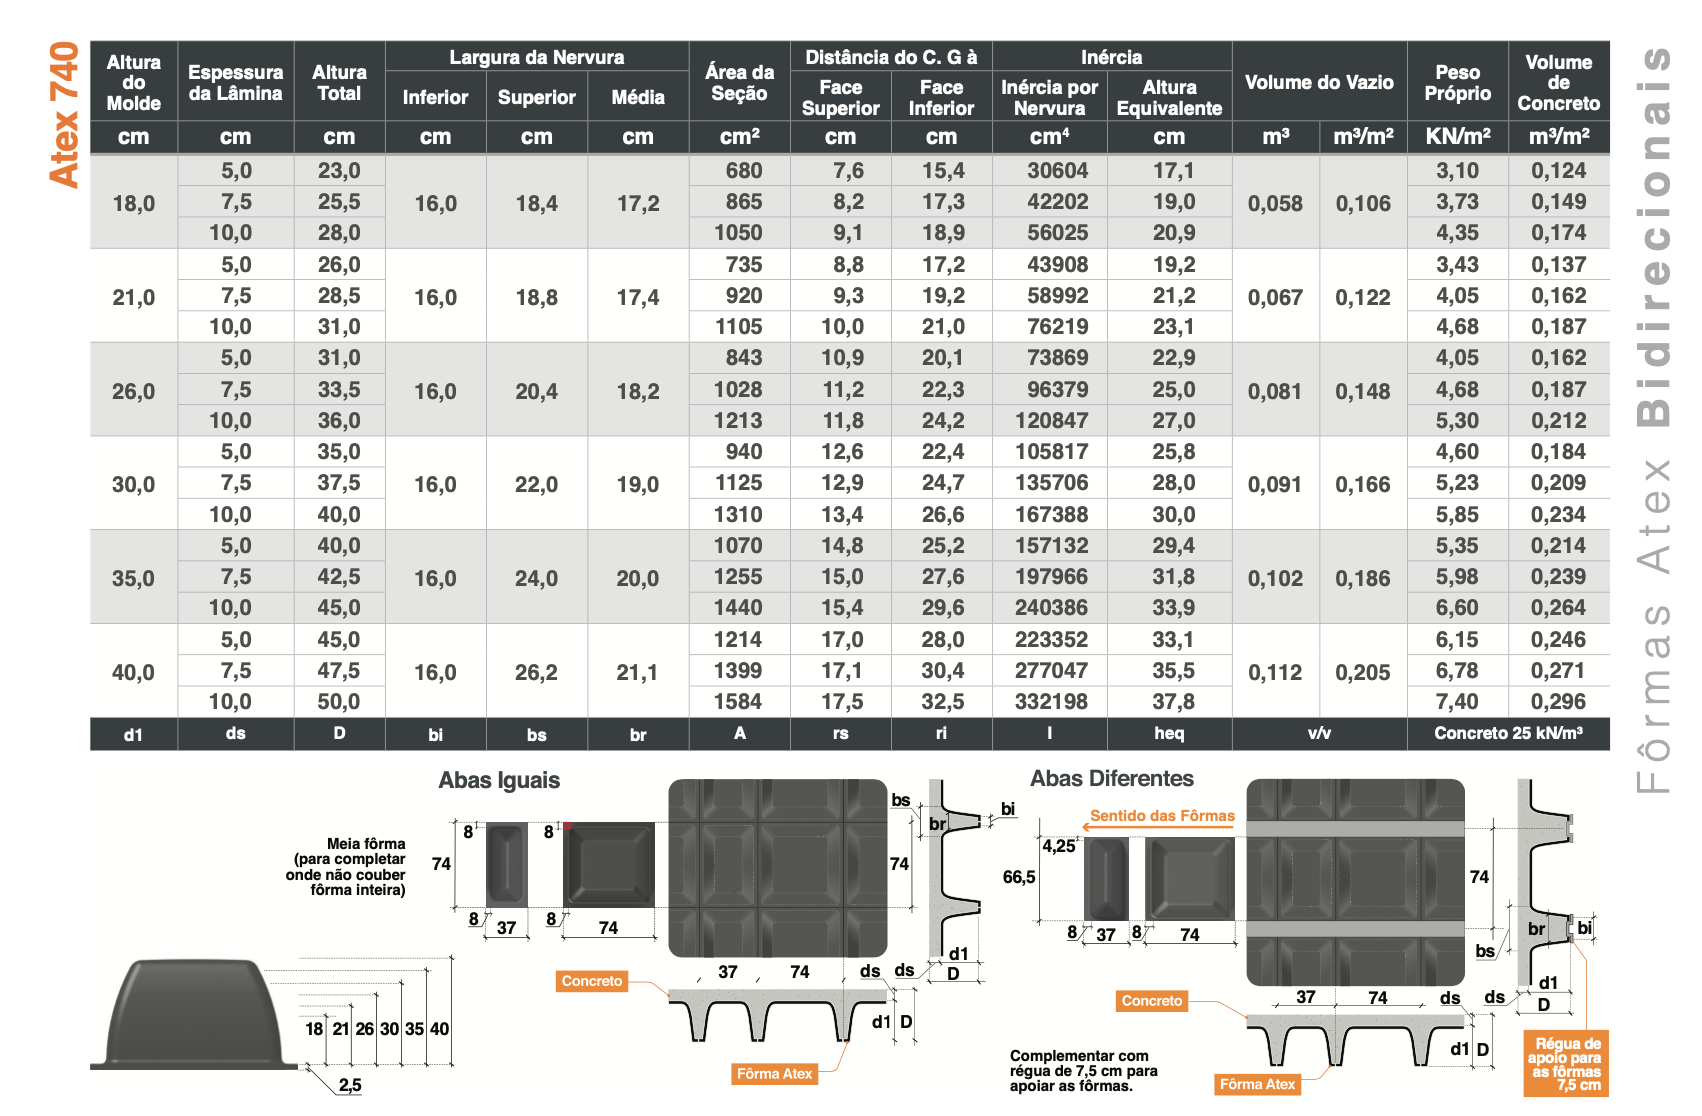 Atex 740
Fôrmas Atex Bidirecionais
Altura do Molde | Espessura da Lâmina | Altura Total | Largura da Nervura | Área da Seção | Distância do C. G à | Inércia | Volume do Vazio | Peso Próprio | Volume de Concreto
Inferior | Superior | Média | Face Superior | Face Inferior | Inércia por Nervura | Altura Equivalente
cm | cm | cm | cm | cm | cm | cm² | cm | cm | cm⁴ | cm | m³ | m³/m² | KN/m² | m³/m²
18,0 | 5,0 | 23,0 | 16,0 | 18,4 | 17,2 | 680 | 7,6 | 15,4 | 30604 | 17,1 | 0,058 | 0,106 | 3,10 | 0,124
7,5 | 25,5 | 865 | 8,2 | 17,3 | 42202 | 19,0 | 3,73 | 0,149
10,0 | 28,0 | 1050 | 9,1 | 18,9 | 56025 | 20,9 | 4,35 | 0,174
21,0 | 5,0 | 26,0 | 16,0 | 18,8 | 17,4 | 735 | 8,8 | 17,2 | 43908 | 19,2 | 0,067 | 0,122 | 3,43 | 0,137
7,5 | 28,5 | 920 | 9,3 | 19,2 | 58992 | 21,2 | 4,05 | 0,162
10,0 | 31,0 | 1105 | 10,0 | 21,0 | 76219 | 23,1 | 4,68 | 0,187
26,0 | 5,0 | 31,0 | 16,0 | 20,4 | 18,2 | 843 | 10,9 | 20,1 | 73869 | 22,9 | 0,081 | 0,148 | 4,05 | 0,162
7,5 | 33,5 | 1028 | 11,2 | 22,3 | 96379 | 25,0 | 4,68 | 0,187
10,0 | 36,0 | 1213 | 11,8 | 24,2 | 120847 | 27,0 | 5,30 | 0,212
30,0 | 5,0 | 35,0 | 16,0 | 22,0 | 19,0 | 940 | 12,6 | 22,4 | 105817 | 25,8 | 0,091 | 0,166 | 4,60 | 0,184
7,5 | 37,5 | 1125 | 12,9 | 24,7 | 135706 | 28,0 | 5,23 | 0,209
10,0 | 40,0 | 1310 | 13,4 | 26,6 | 167388 | 30,0 | 5,85 | 0,234
35,0 | 5,0 | 40,0 | 16,0 | 24,0 | 20,0 | 1070 | 14,8 | 25,2 | 157132 | 29,4 | 0,102 | 0,186 | 5,35 | 0,214
7,5 | 42,5 | 1255 | 15,0 | 27,6 | 197966 | 31,8 | 5,98 | 0,239
10,0 | 45,0 | 1440 | 15,4 | 29,6 | 240386 | 33,9 | 6,60 | 0,264
40,0 | 5,0 | 45,0 | 16,0 | 26,2 | 21,1 | 1214 | 17,0 | 28,0 | 223352 | 33,1 | 0,112 | 0,205 | 6,15 | 0,246
7,5 | 47,5 | 1399 | 17,1 | 30,4 | 277047 | 35,5 | 6,78 | 0,271
10,0 | 50,0 | 1584 | 17,5 | 32,5 | 332198 | 37,8 | 7,40 | 0,296
d1 | ds | D | bi | bs | br | A | rs | ri | I | heq | v/v | Concreto 25 kN/m³
Abas Iguais
Meia fôrma
(para completar
onde não couber
fôrma inteira)
8 8
74
8 8
37 74
37 74 ds
Concreto
d1 D
Fôrma Atex
bs bi
br
74
d1
ds D
18 21 26 30 35 40
2,5
Abas Diferentes
Sentido das Fôrmas
4,25
66,5
8 37 8 74
74
37 74 ds
Concreto
d1 D
Fôrma Atex
Complementar com
régua de 7,5 cm para
apoiar as fôrmas.
br bi
bs
d1
ds D
Régua de
apoio para
as fôrmas
7,5 cm